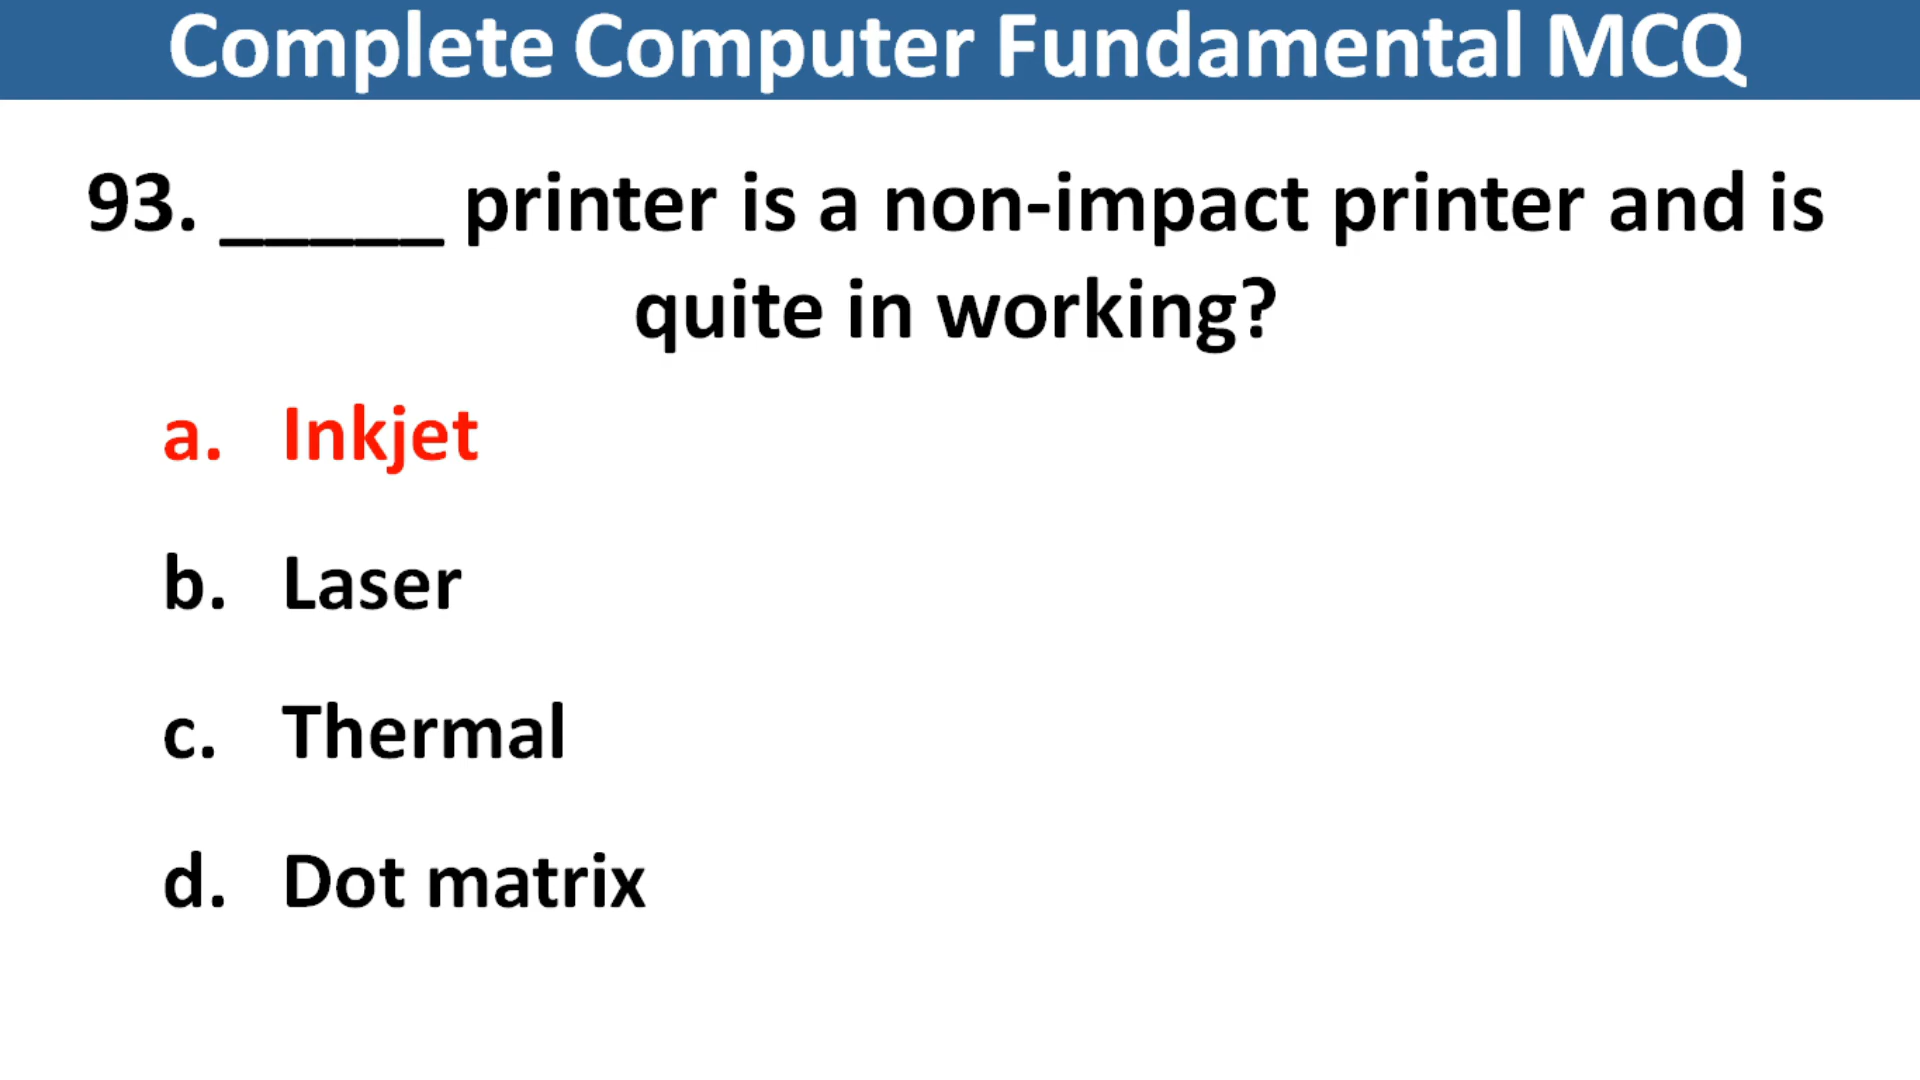 Complete Computer Fundamental MCQ
93. _____ printer is a non-impact printer and is
quite in working?
a. Inkjet
b. Laser
c. Thermal
d. Dot matrix